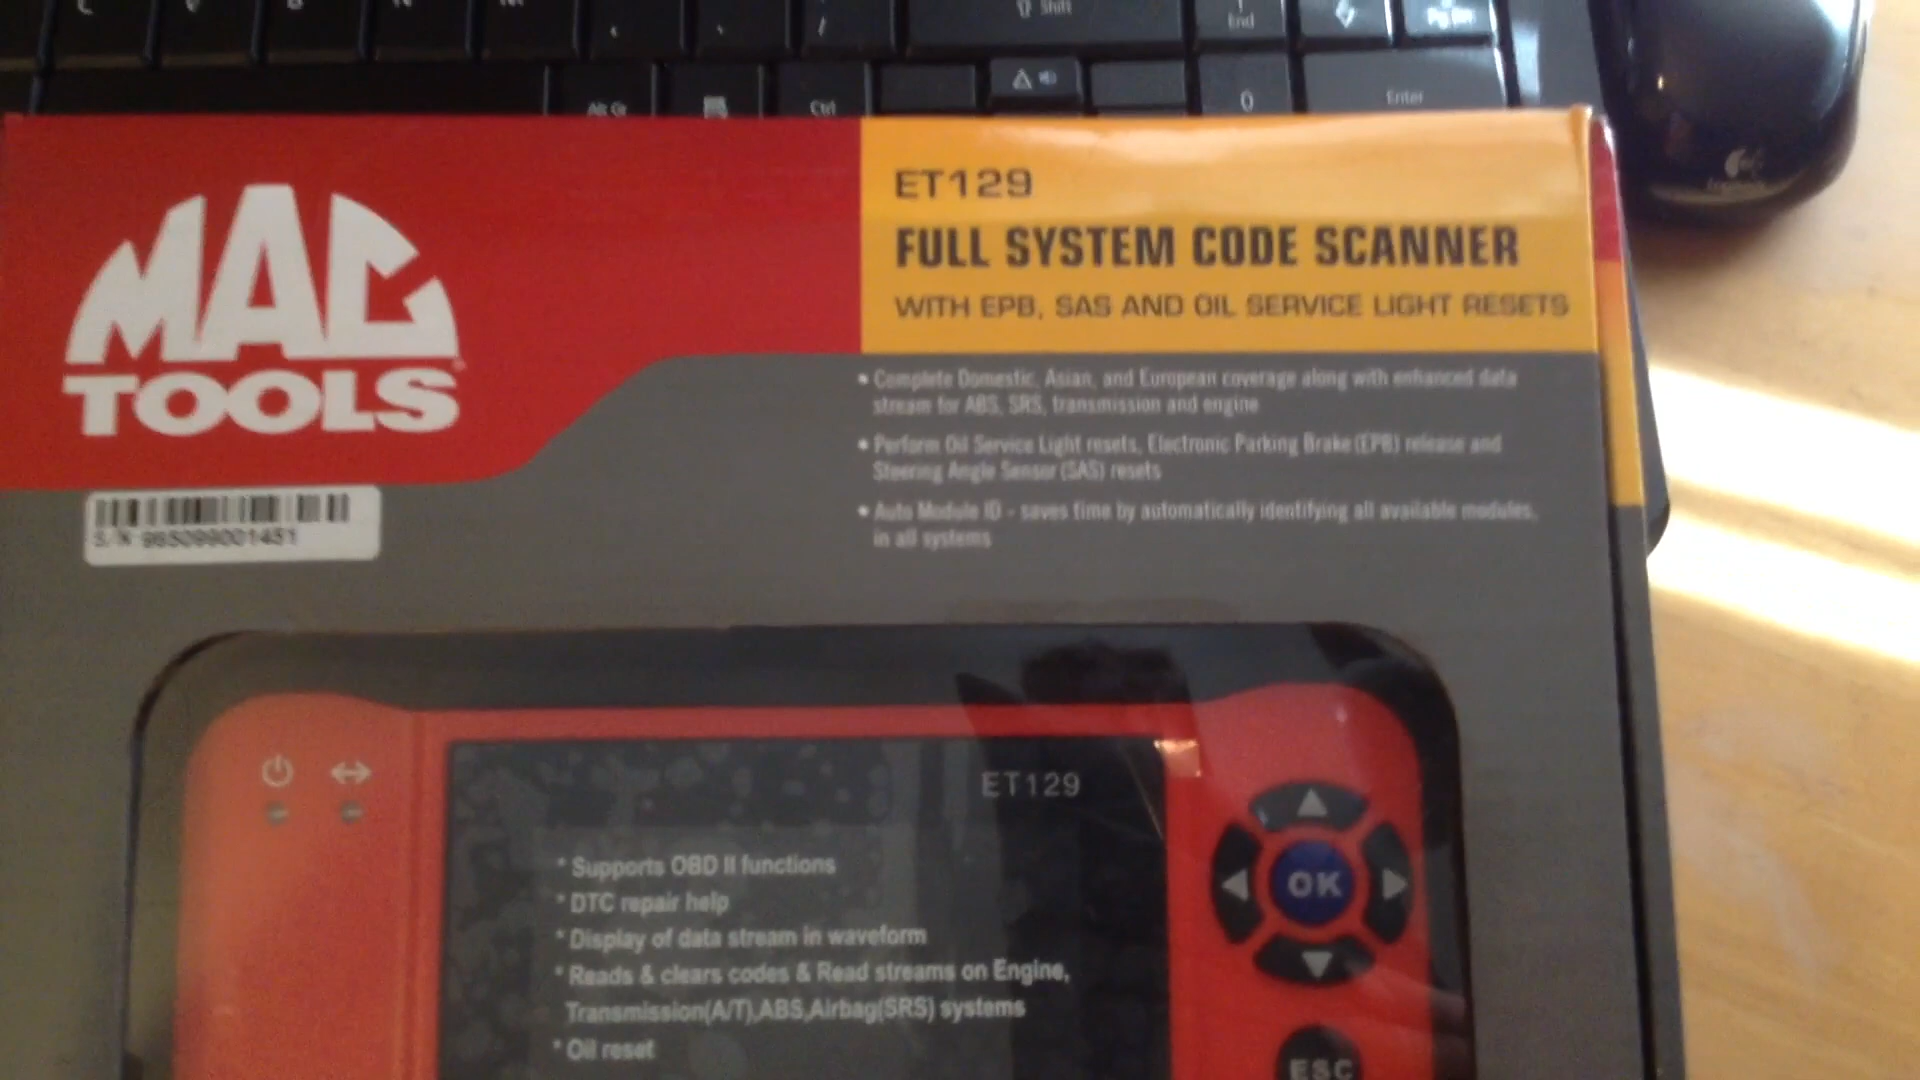 Shift
End
Pg Dn
Alt Gr
Ctrl
0
Enter
MAC
TOOLS
ET129
FULL SYSTEM CODE SCANNER
WITH EPB, SAS AND OIL SERVICE LIGHT RESETS
• Complete Domestic, Asian, and European coverage along with enhanced data
stream for ABS, SRS, transmission and engine
• Perform Oil Service Light resets, Electronic Parking Brake (EPB) release and
Steering Angle Sensor (SAS) resets
• Auto Module ID - saves time by automatically identifying all available modules,
in all systems
S/N
ET129
* Supports OBD II functions
* DTC repair help
* Display of data stream in waveform
* Reads & clears codes & Read streams on Engine,
Transmission(A/T),ABS,Airbag(SRS) systems
* Oil reset
OK
ESC